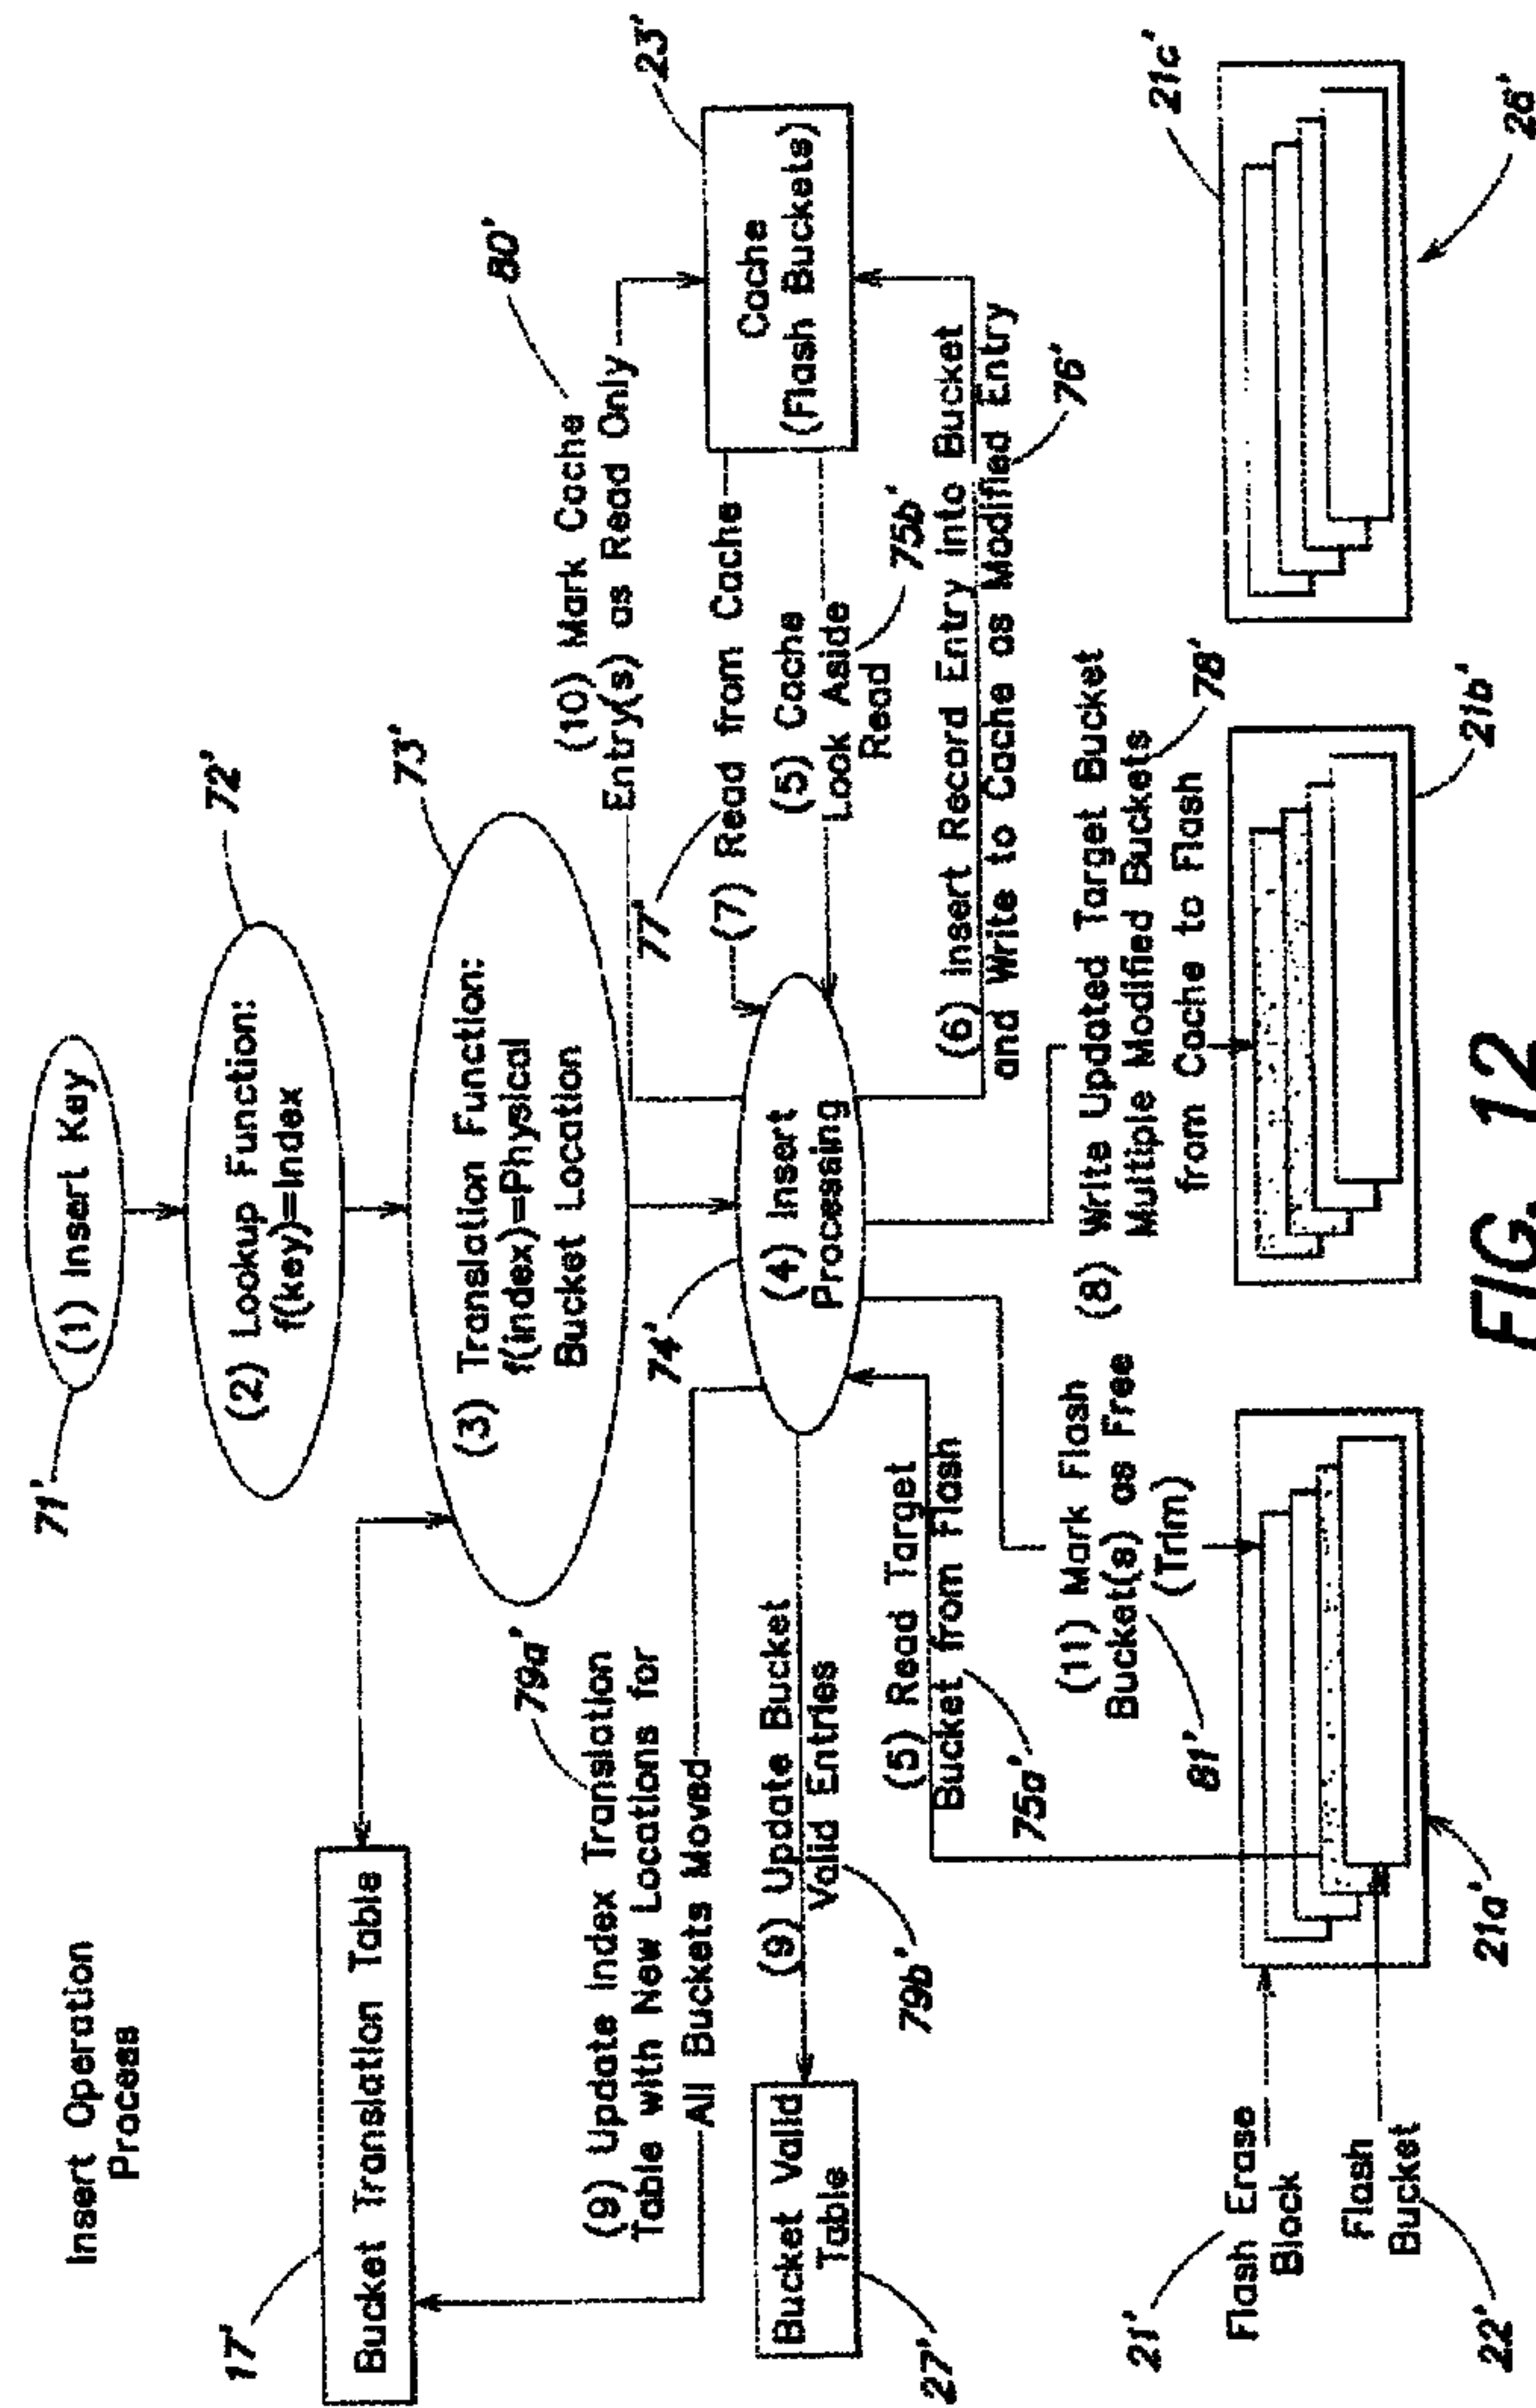 Insert Operation
Process
71'
(1) Insert Key
72'
(2) Lookup Function:
f(key)=Index
73'
(3) Translation Function:
f(index)=Physical
Bucket Location
17'
Bucket Translation Table
79a'
(9) Update Index Translation
Table with New Locations for
All Buckets Moved
74'
(4) Insert
Processing
80'
(10) Mark Cache
Entry(s) as Read Only
77'
(7) Read from Cache
(5) Cache
Look Aside
Read
75b'
23'
Cache
(Flash Buckets)
(6) Insert Record Entry into Bucket
and Write to Cache as Modified Entry
76'
(9) Update Bucket
Valid Entries
79b'
Bucket Valid
Table
27'
(5) Read Target
Bucket from Flash
75a'
(11) Mark Flash
Bucket(s) as Free
(Trim)
81'
(8) Write Updated Target Bucket
Multiple Modified Buckets
from Cache to Flash
78'
21'
Flash Erase
Block
Flash
Bucket
22'
21a'
21b'
21c'
26'
FIG. 12